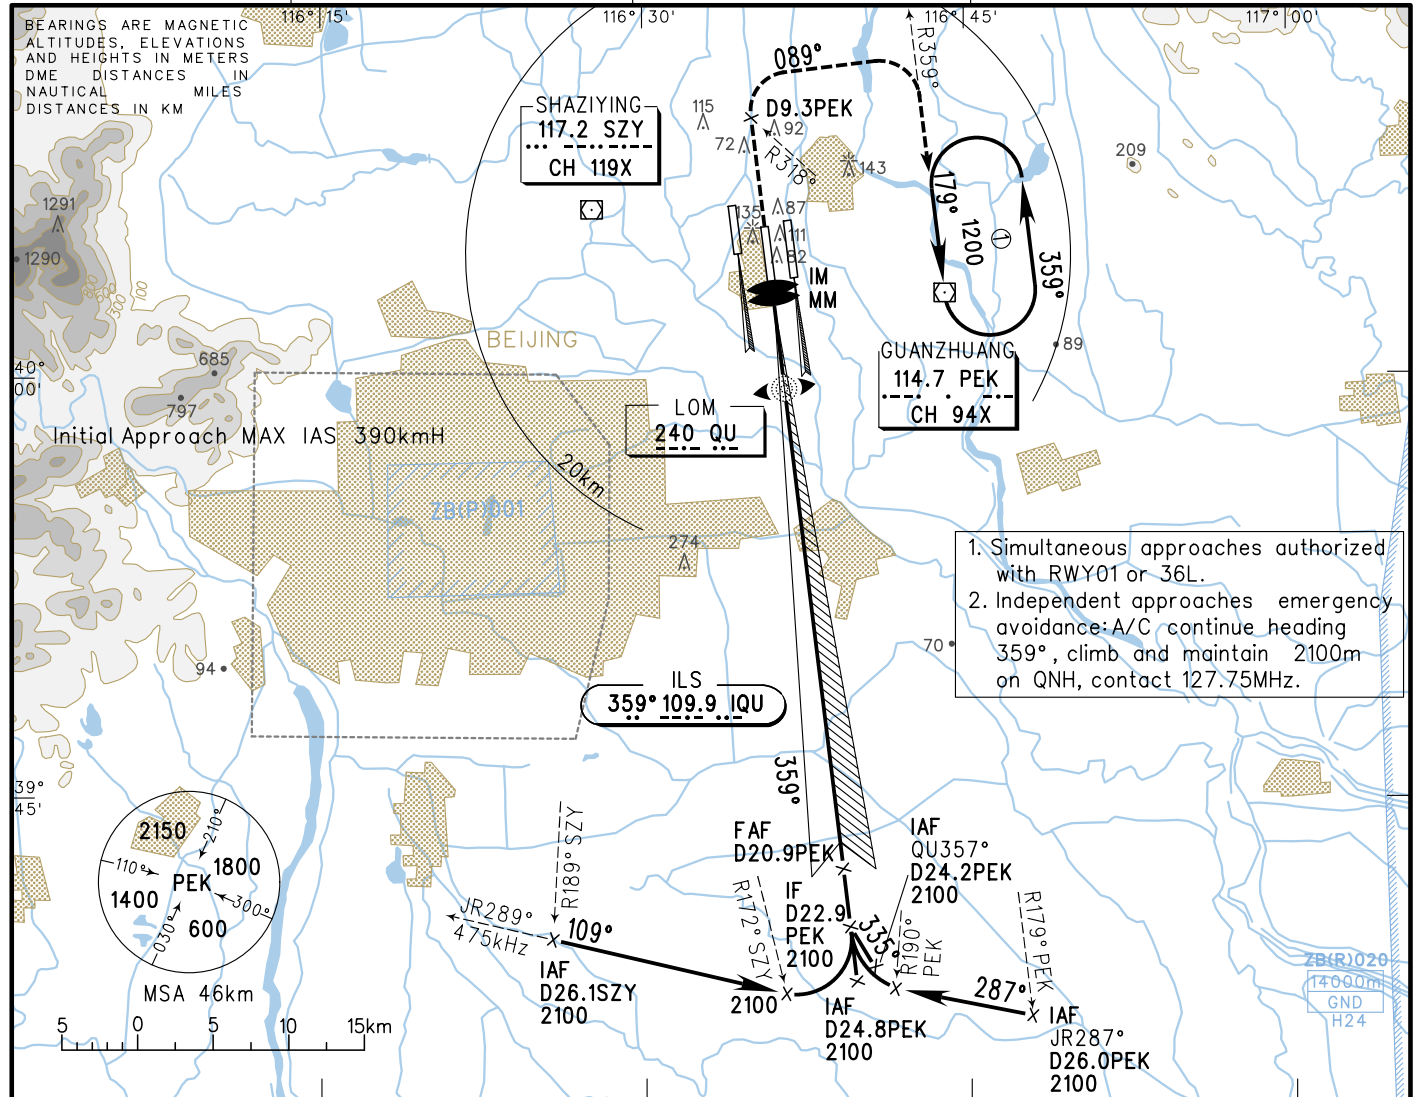 116°15'
116°30'
116°45'
117°00'
BEARINGS ARE MAGNETIC
ALTITUDES, ELEVATIONS
AND HEIGHTS IN METERS
DME DISTANCES IN
NAUTICAL MILES
DISTANCES IN KM
089°
R359°
D9.3PEK
SHAZIYING
117.2 SZY
CH 119X
115
72
92
R318°
143
209
1291
1290
135
87
111
82
179°
1200
①
359°
IM
MM
800
500
300
100
BEIJING
685
797
89
GUANZHUANG
114.7 PEK
CH 94X
40°
00'
LOM
240 QU
Initial Approach MAX IAS 390kmH
20km
ZB(P)001
274
1. Simultaneous approaches authorized
with RWY01 or 36L.
2. Independent approaches emergency
avoidance: A/C continue heading
359°, climb and maintain 2100m
on QNH, contact 127.75MHz.
70
94
ILS
359° 109.9 IQU
359°
39°
45'
2150
210°
110°
1800
PEK
1400
300°
600
030°
MSA 46km
5 0 5 10 15km
R189° SZY
JR289°
475kHz
109°
IAF
D26.1SZY
2100
FAF
D20.9PEK
IAF
QU357°
D24.2PEK
2100
IF
D22.9
PEK
2100
R172° SZY
2100
335°
R190°
PEK
R179° PEK
287°
IAF
D24.8PEK
2100
IAF
JR287°
D26.0PEK
2100
ZB(R)020
14000m
GND
H24